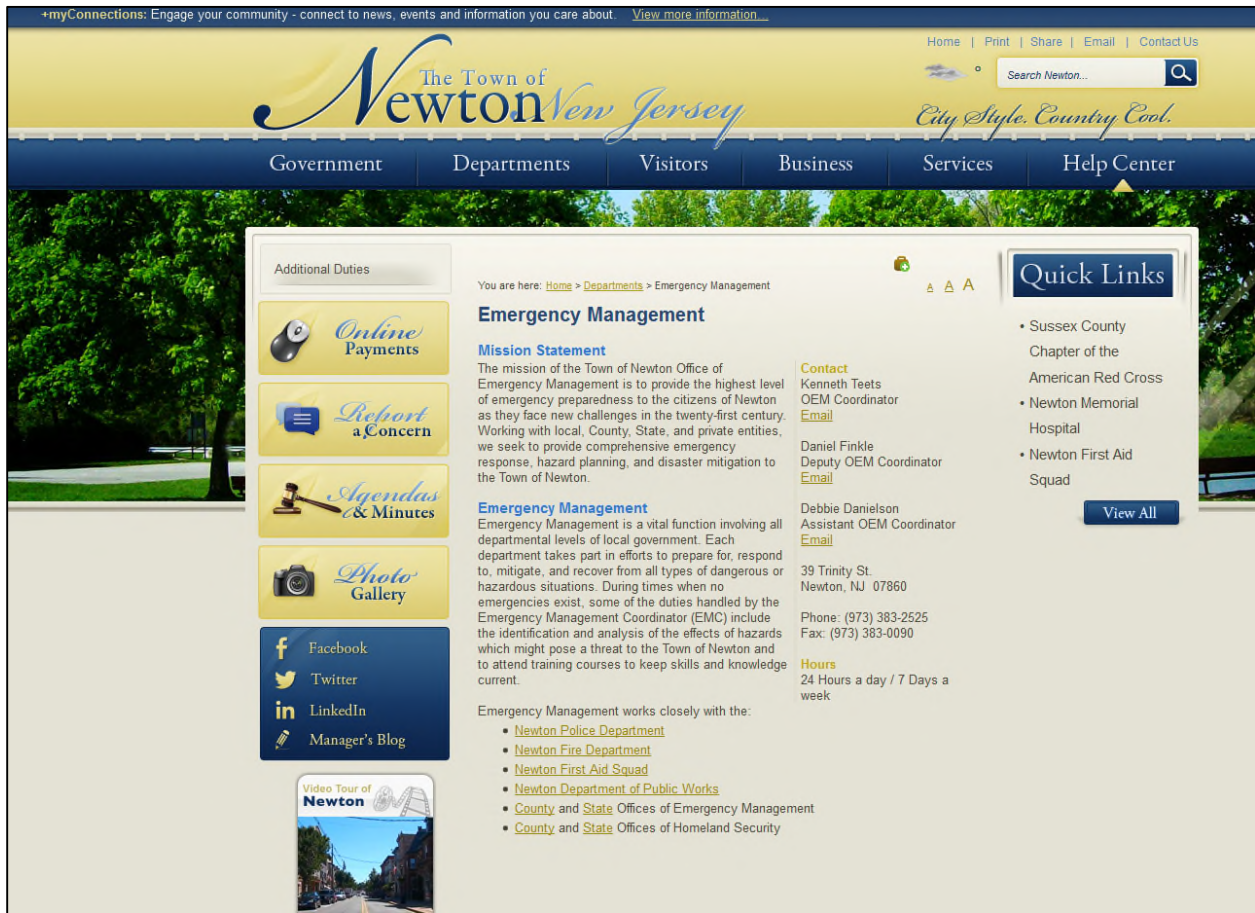 +myConnections: Engage your community - connect to news, events and information you care about. View more information...
Home | Print | Share | Email | Contact Us
The Town of
Newton New Jersey
Search Newton...
City Style. Country Cool.
Government Departments Visitors Business Services Help Center
Additional Duties
Online
Payments
Report
a Concern
Agendas
& Minutes
Photo
Gallery
Facebook
Twitter
LinkedIn
Manager's Blog
Video Tour of
Newton
You are here: Home > Departments > Emergency Management
A A A
Emergency Management
Mission Statement
The mission of the Town of Newton Office of
Emergency Management is to provide the highest level
of emergency preparedness to the citizens of Newton
as they face new challenges in the twenty-first century.
Working with local, County, State, and private entities,
we seek to provide comprehensive emergency
response, hazard planning, and disaster mitigation to
the Town of Newton.
Emergency Management
Emergency Management is a vital function involving all
departmental levels of local government. Each
department takes part in efforts to prepare for, respond
to, mitigate, and recover from all types of dangerous or
hazardous situations. During times when no
emergencies exist, some of the duties handled by the
Emergency Management Coordinator (EMC) include
the identification and analysis of the effects of hazards
which might pose a threat to the Town of Newton and
to attend training courses to keep skills and knowledge
current.
Emergency Management works closely with the:
• Newton Police Department
• Newton Fire Department
• Newton First Aid Squad
• Newton Department of Public Works
• County and State Offices of Emergency Management
• County and State Offices of Homeland Security
Contact
Kenneth Teets
OEM Coordinator
Email
Daniel Finkle
Deputy OEM Coordinator
Email
Debbie Danielson
Assistant OEM Coordinator
Email
39 Trinity St.
Newton, NJ 07860
Phone: (973) 383-2525
Fax: (973) 383-0090
Hours
24 Hours a day / 7 Days a
week
Quick Links
• Sussex County
Chapter of the
American Red Cross
• Newton Memorial
Hospital
• Newton First Aid
Squad
View All